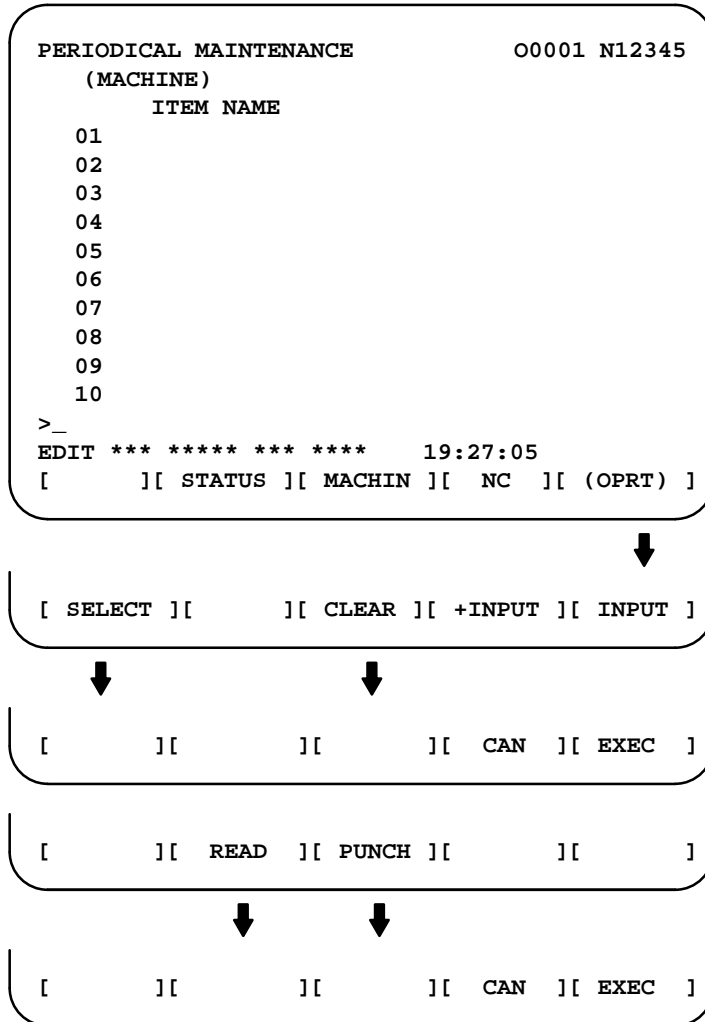 PERIODICAL MAINTENANCE O0001 N12345
(MACHINE)
ITEM NAME
01
02
03
04
05
06
07
08
09
10
>_
EDIT *** ***** *** **** 19:27:05
[ ][ STATUS ][ MACHIN ][ NC ][ (OPRT) ]
[ SELECT ][ ][ CLEAR ][ +INPUT ][ INPUT ]
[ ][ ][ ][ CAN ][ EXEC ]
[ ][ READ ][ PUNCH ][ ][ ]
[ ][ ][ ][ CAN ][ EXEC ]